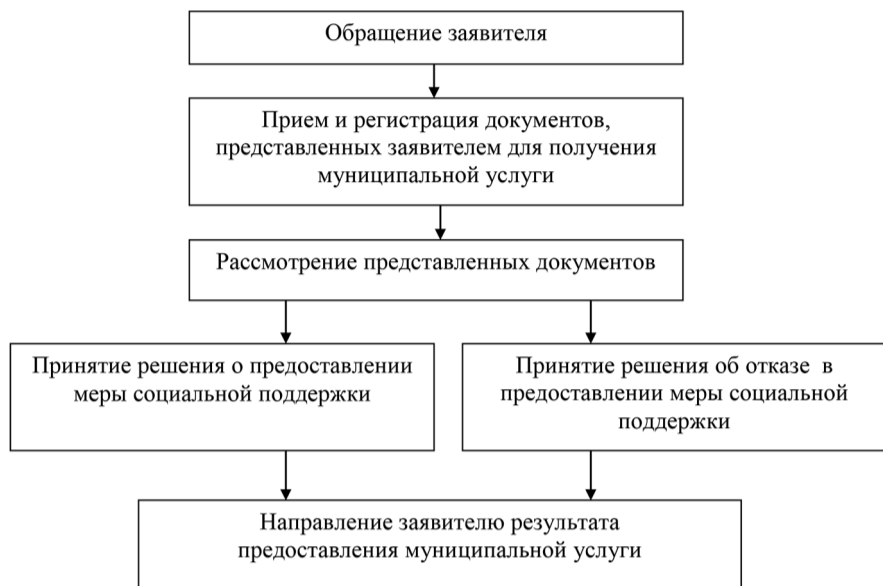 Обращение заявителя
Прием и регистрация документов,
представленных заявителем для получения
муниципальной услуги
Рассмотрение представленных документов
Принятие решения о предоставлении
меры социальной поддержки
Принятие решения об отказе  в
предоставлении меры социальной
поддержки
Направление заявителю результата
предоставления муниципальной услуги